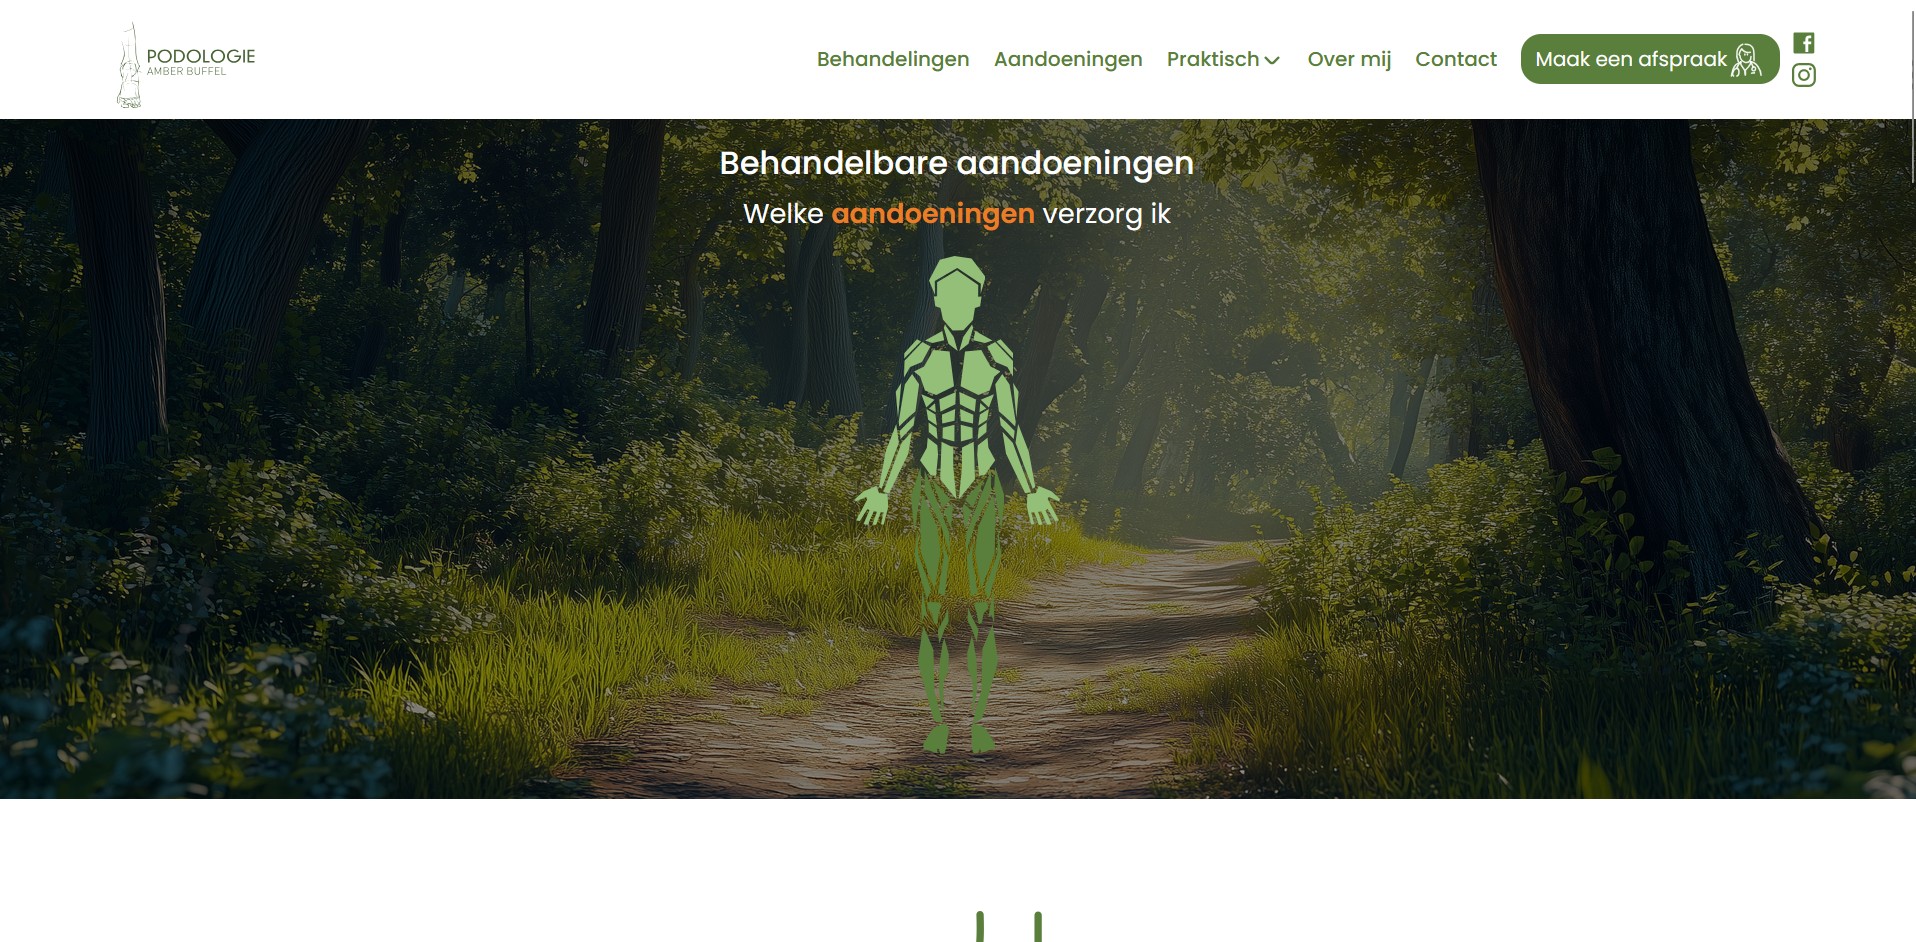 PODOLOGIE
AMBER BUFFEL
Behandelingen Aandoeningen Praktisch Over mij Contact Maak een afspraak
Behandelbare aandoeningen
Welke aandoeningen verzorg ik